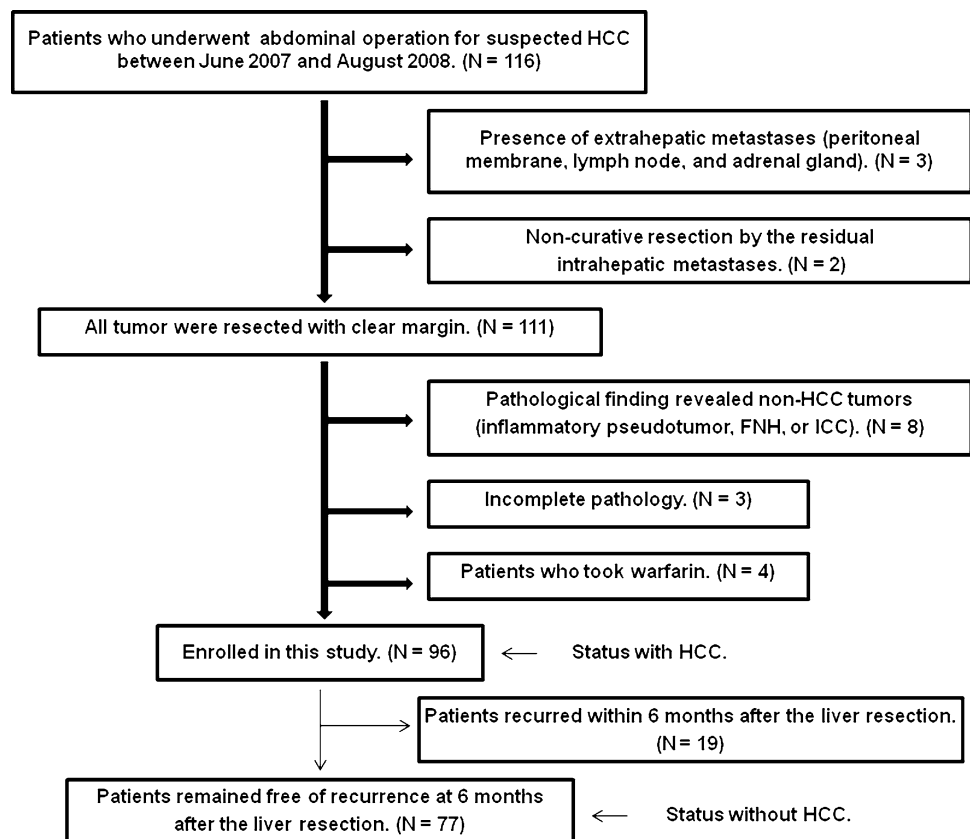 Patients who underwent abdominal operation for suspected HCC
between June 2007 and August 2008. (N = 116)
Presence of extrahepatic metastases (peritoneal
membrane, lymph node, and adrenal gland). (N = 3)
Non-curative resection by the residual
intrahepatic metastases. (N = 2)
All tumor were resected with clear margin. (N = 111)
Pathological finding revealed non-HCC tumors
(inflammatory pseudotumor, FNH, or ICC). (N = 8)
Incomplete pathology. (N = 3)
Patients who took warfarin. (N = 4)
Enrolled in this study. (N = 96)
Status with HCC.
Patients recurred within 6 months after the liver resection.
(N = 19)
Patients remained free of recurrence at 6 months
after the liver resection. (N = 77)
Status without HCC.